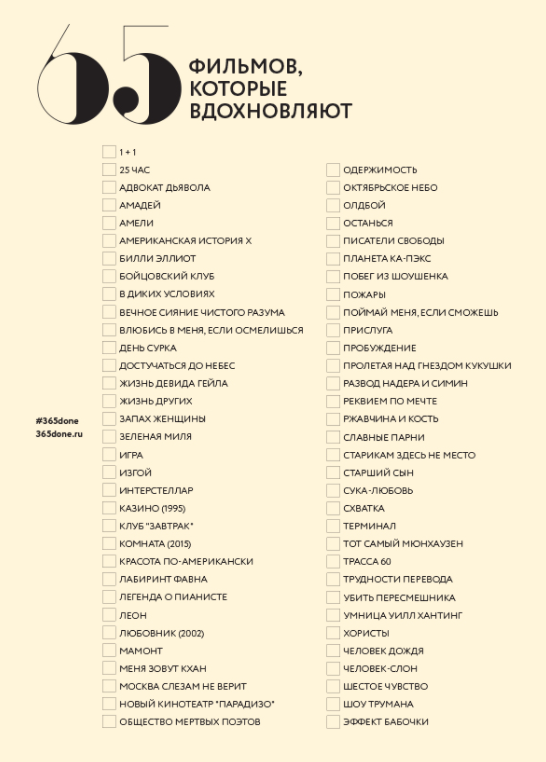 65
ФИЛЬМОВ,
КОТОРЫЕ
ВДОХНОВЛЯЮТ
1 + 1
25 ЧАС
АДВОКАТ ДЬЯВОЛА
АМАДЕЙ
АМЕЛИ
АМЕРИКАНСКАЯ ИСТОРИЯ Х
БИЛЛИ ЭЛЛИОТ
БОЙЦОВСКИЙ КЛУБ
В ДИКИХ УСЛОВИЯХ
ВЕЧНОЕ СИЯНИЕ ЧИСТОГО РАЗУМА
ВЛЮБИСЬ В МЕНЯ, ЕСЛИ ОСМЕЛИШЬСЯ
ДЕНЬ СУРКА
ДОСТУЧАТЬСЯ ДО НЕБЕС
ЖИЗНЬ ДЕВИДА ГЕЙЛА
ЖИЗНЬ ДРУГИХ
ЗАПАХ ЖЕНЩИНЫ
ЗЕЛЕНАЯ МИЛЯ
ИГРА
ИЗГОЙ
ИНТЕРСТЕЛЛАР
КАЗИНО (1995)
КЛУБ "ЗАВТРАК"
КОМНАТА (2015)
КРАСОТА ПО-АМЕРИКАНСКИ
ЛАБИРИНТ ФАВНА
ЛЕГЕНДА О ПИАНИСТЕ
ЛЕОН
ЛЮБОВНИК (2002)
МАМОНТ
МЕНЯ ЗОВУТ КХАН
МОСКВА СЛЕЗАМ НЕ ВЕРИТ
НОВЫЙ КИНОТЕАТР "ПАРАДИЗО"
ОБЩЕСТВО МЕРТВЫХ ПОЭТОВ
ОДЕРЖИМОСТЬ
ОКТЯБРЬСКОЕ НЕБО
ОЛДБОЙ
ОСТАНЬСЯ
ПИСАТЕЛИ СВОБОДЫ
ПЛАНЕТА КА-ПЭКС
ПОБЕГ ИЗ ШОУШЕНКА
ПОЖАРЫ
ПОЙМАЙ МЕНЯ, ЕСЛИ СМОЖЕШЬ
ПРИСЛУГА
ПРОБУЖДЕНИЕ
ПРОЛЕТАЯ НАД ГНЕЗДОМ КУКУШКИ
РАЗВОД НАДЕРА И СИМИН
РЕКВИЕМ ПО МЕЧТЕ
РЖАВЧИНА И КОСТЬ
СЛАВНЫЕ ПАРНИ
СТАРИКАМ ЗДЕСЬ НЕ МЕСТО
СТАРШИЙ СЫН
СУКА-ЛЮБОВЬ
СХВАТКА
ТЕРМИНАЛ
ТОТ САМЫЙ МЮНХАУЗЕН
ТРАССА 60
ТРУДНОСТИ ПЕРЕВОДА
УБИТЬ ПЕРЕСМЕШНИКА
УМНИЦА УИЛЛ ХАНТИНГ
ХОРИСТЫ
ЧЕЛОВЕК ДОЖДЯ
ЧЕЛОВЕК-СЛОН
ШЕСТОЕ ЧУВСТВО
ШОУ ТРУМАНА
ЭФФЕКТ БАБОЧКИ
#365done
365done.ru